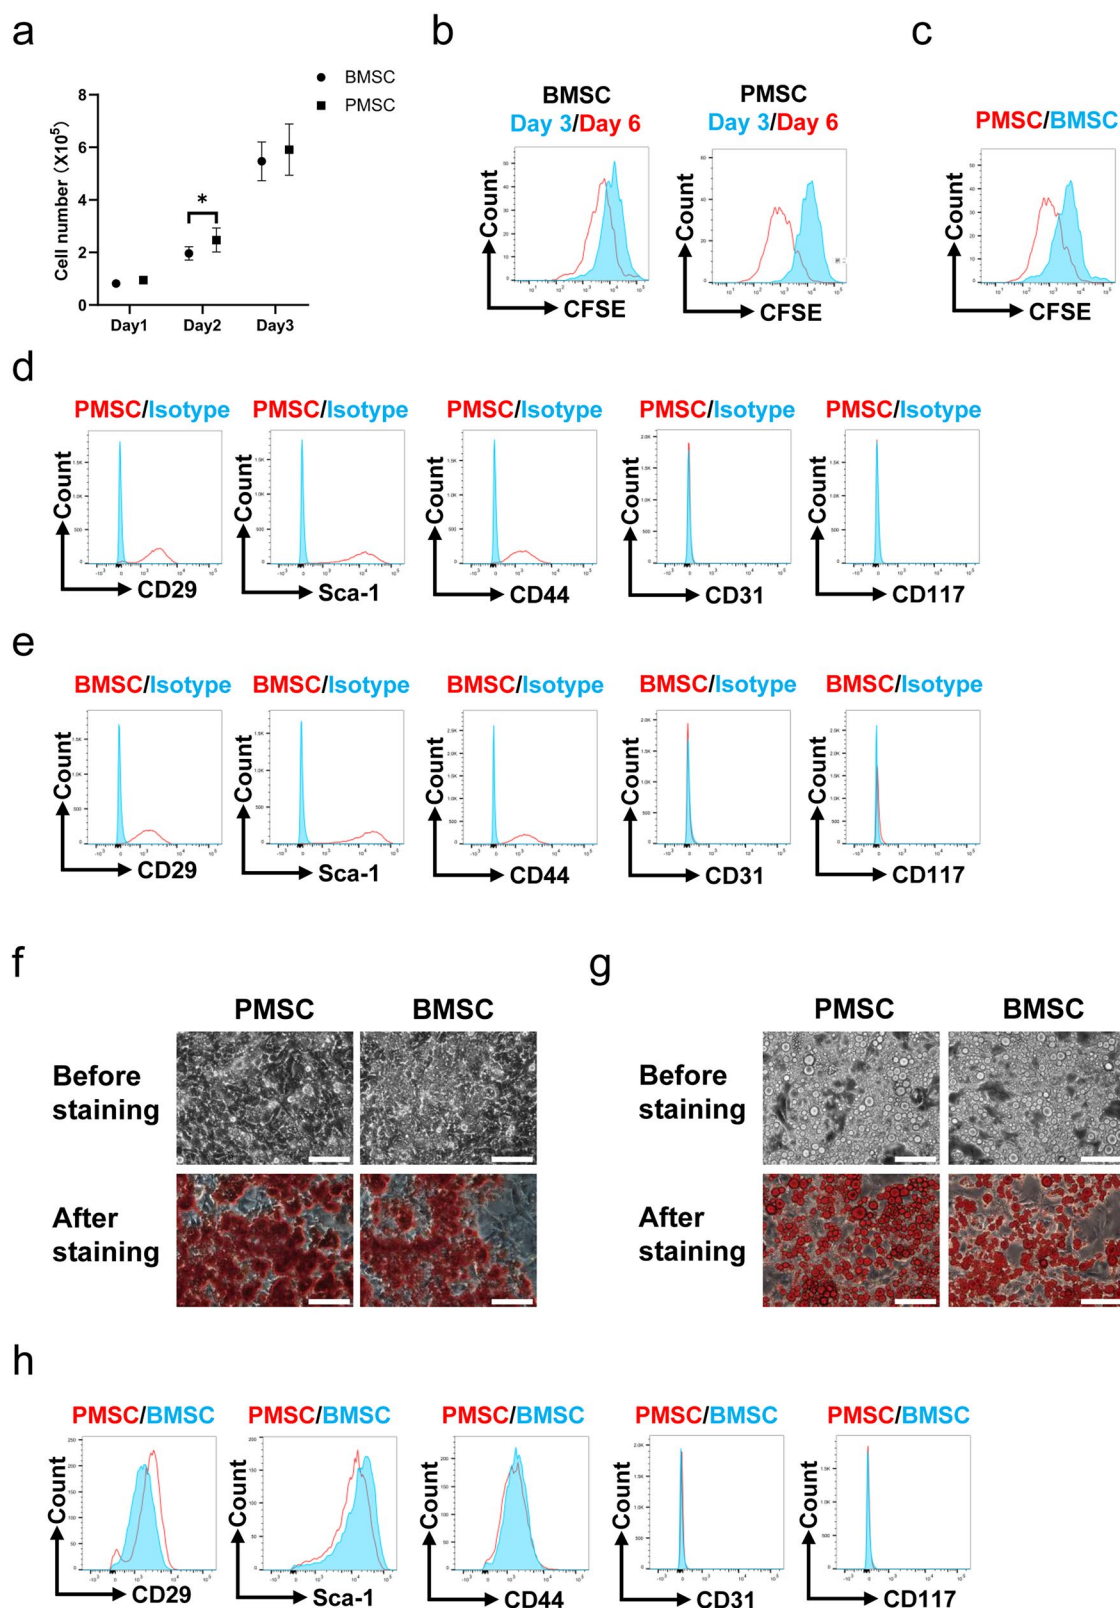 a
BMSC
PMSC
Cell number (X10⁵)
8
6
4
2
0
*
Day1 Day2 Day3
b
BMSC
Day 3/Day 6
Count
CFSE
PMSC
Day 3/Day 6
Count
CFSE
c
PMSC/BMSC
Count
CFSE
d
PMSC/Isotype PMSC/Isotype PMSC/Isotype PMSC/Isotype PMSC/Isotype
Count Count Count Count Count
CD29 Sca-1 CD44 CD31 CD117
e
BMSC/Isotype BMSC/Isotype BMSC/Isotype BMSC/Isotype BMSC/Isotype
Count Count Count Count Count
CD29 Sca-1 CD44 CD31 CD117
f
PMSC BMSC
Before
staining
After
staining
g
PMSC BMSC
Before
staining
After
staining
h
PMSC/BMSC PMSC/BMSC PMSC/BMSC PMSC/BMSC PMSC/BMSC
Count Count Count Count Count
CD29 Sca-1 CD44 CD31 CD117